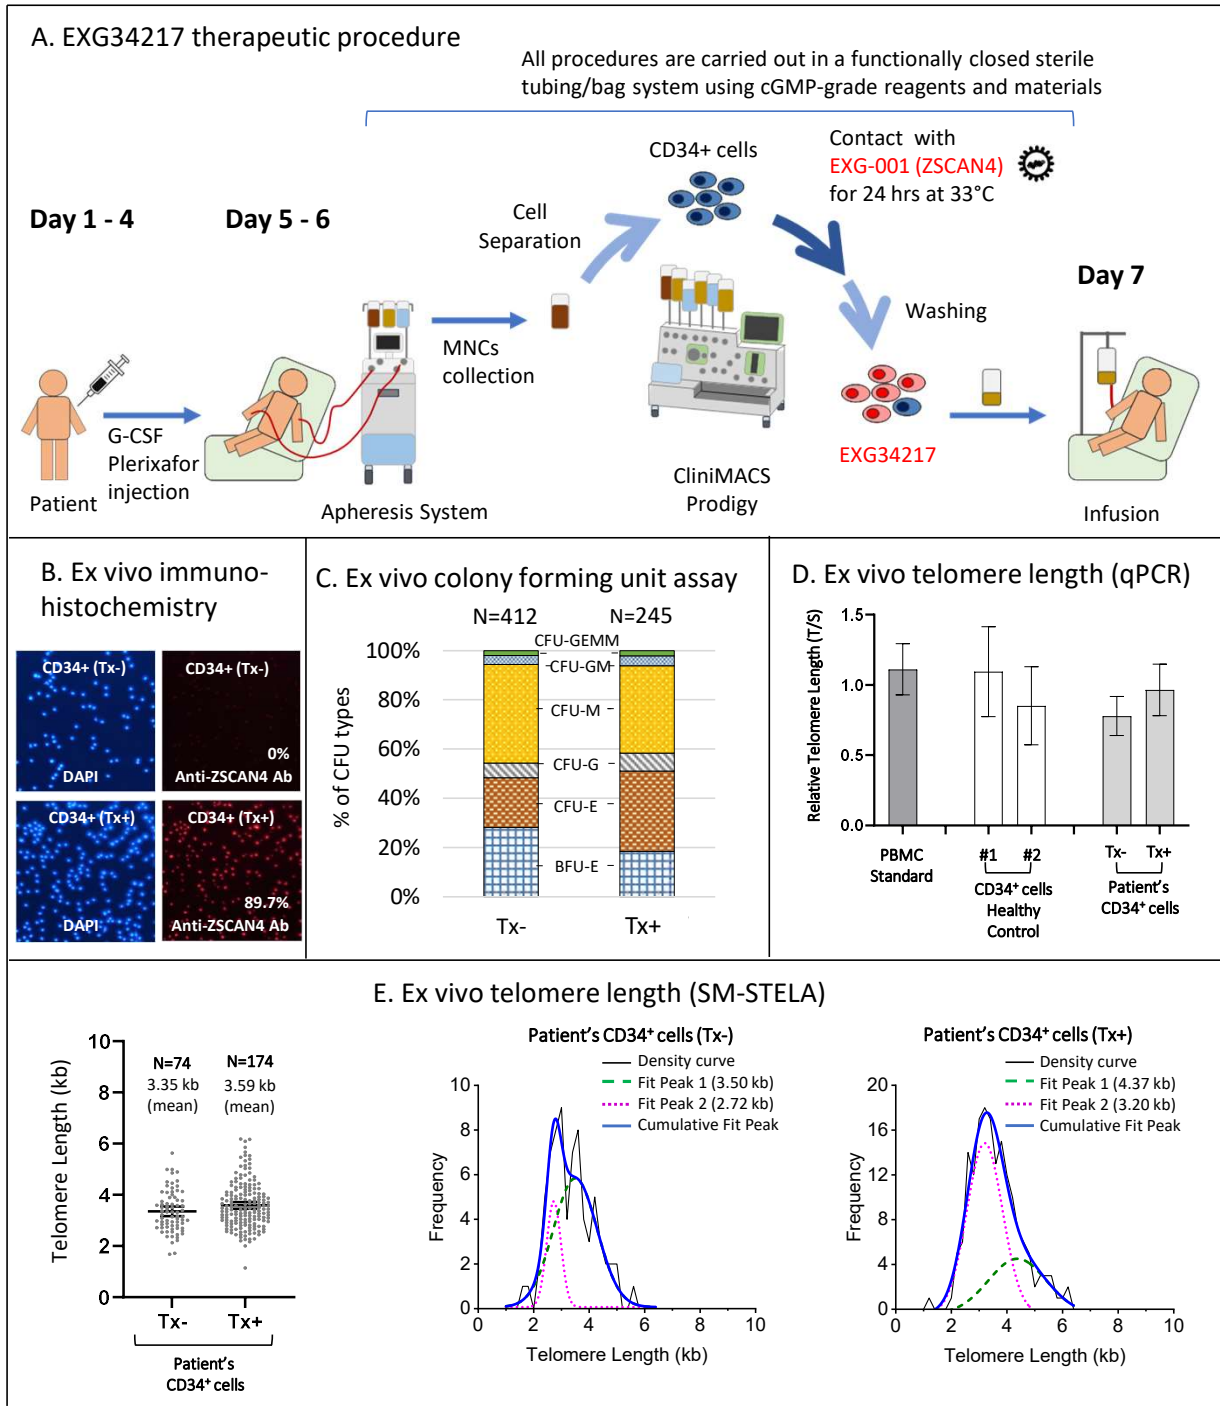 A. EXG34217 therapeutic procedure
All procedures are carried out in a functionally closed sterile
tubing/bag system using cGMP-grade reagents and materials
CD34+ cells
Contact with
EXG-001 (ZSCAN4)
for 24 hrs at 33°C
Day 1 - 4
Day 5 - 6
Cell
Separation
Day 7
MNCs
collection
Washing
G-CSF
Plerixafor
injection
Patient
Apheresis System
CliniMACS
Prodigy
EXG34217
Infusion
B. Ex vivo immuno-
histochemistry
CD34+ (Tx-)
DAPI
CD34+ (Tx-)
0%
Anti-ZSCAN4 Ab
CD34+ (Tx+)
DAPI
CD34+ (Tx+)
89.7%
Anti-ZSCAN4 Ab
C. Ex vivo colony forming unit assay
N=412
N=245
% of CFU types
100%
80%
60%
40%
20%
0%
CFU-GEMM
CFU-GM
CFU-M
CFU-G
CFU-E
BFU-E
Tx-
Tx+
D. Ex vivo telomere length (qPCR)
Relative Telomere Length (T/S)
1.5
1.0
0.5
0.0
PBMC
Standard
#1
#2
CD34+ cells
Healthy
Control
Tx-
Tx+
Patient's
CD34+ cells
E. Ex vivo telomere length (SM-STELA)
Telomere Length (kb)
10
8
6
4
2
0
N=74
3.35 kb
(mean)
N=174
3.59 kb
(mean)
Tx-
Tx+
Patient's
CD34+ cells
Patient's CD34+ cells (Tx-)
Density curve
Fit Peak 1 (3.50 kb)
Fit Peak 2 (2.72 kb)
Cumulative Fit Peak
Frequency
10
8
6
4
2
0
0
2
4
6
8
10
Telomere Length (kb)
Patient's CD34+ cells (Tx+)
Density curve
Fit Peak 1 (4.37 kb)
Fit Peak 2 (3.20 kb)
Cumulative Fit Peak
Frequency
20
16
12
8
4
0
0
2
4
6
8
10
Telomere Length (kb)